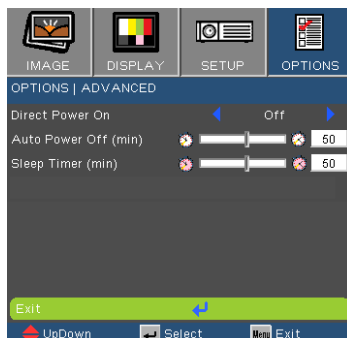 IMAGE DISPLAY SETUP OPTIONS
OPTIONS | ADVANCED
Direct Power On Off
Auto Power Off (min) 50
Sleep Timer (min) 50
Exit
UpDown Select Menu Exit